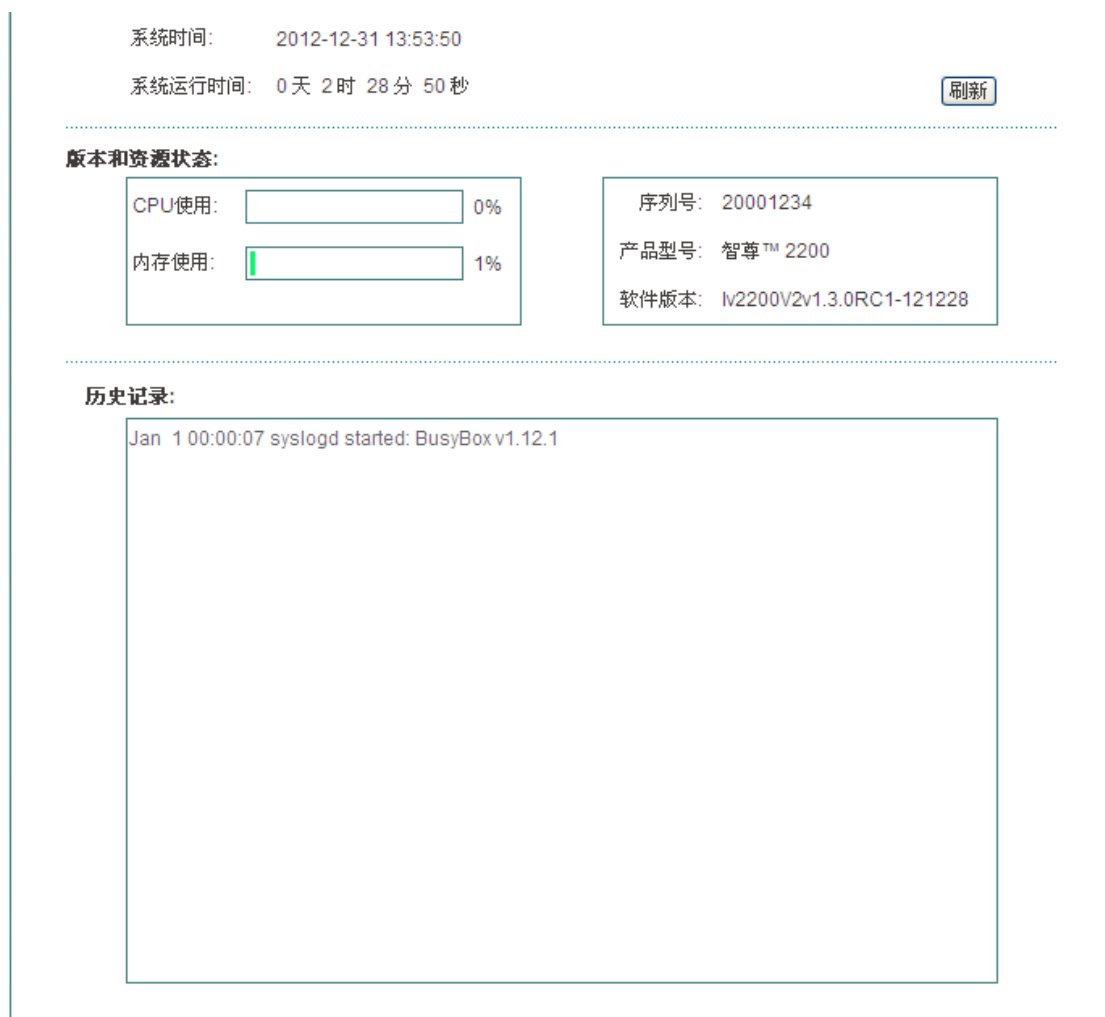 系统时间: 2012-12-31 13:53:50
系统运行时间: 0天 2时 28分 50秒
刷新
版本和资源状态:
CPU使用: 0%
内存使用: 1%
序列号: 20001234
产品型号: 智尊™ 2200
软件版本: lv2200V2v1.3.0RC1-121228
历史记录:
Jan 1 00:00:07 syslogd started: BusyBox v1.12.1